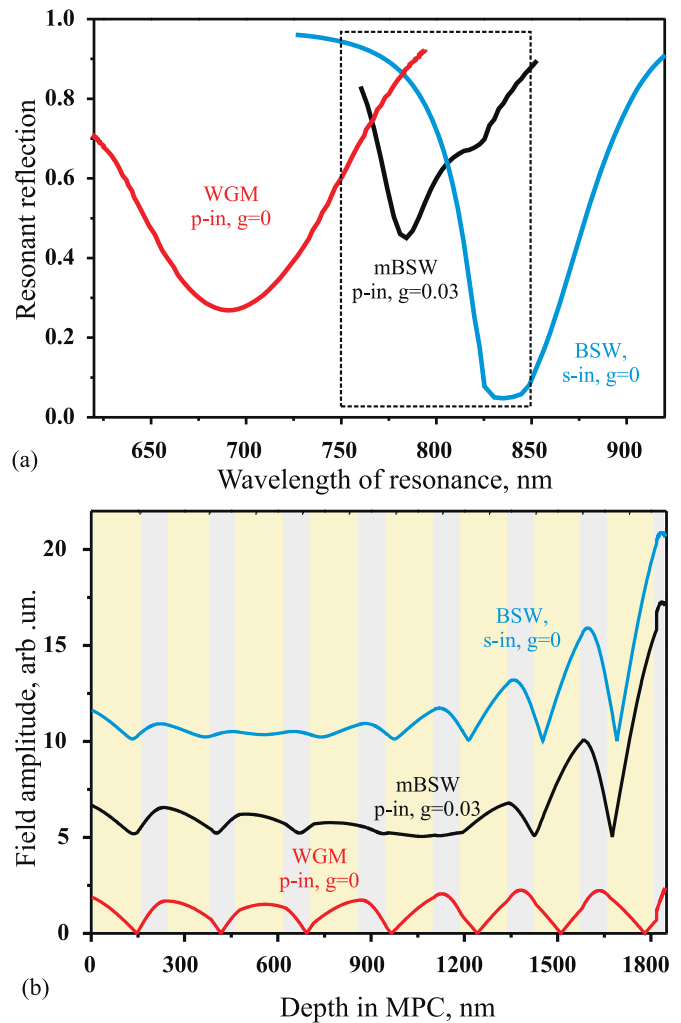 1.0
0.8
0.6
0.4
0.2
0.0
Resonant reflection
WGM
p-in, g=0
mBSW
p-in, g=0.03
BSW,
s-in, g=0
650 700 750 800 850 900
(a)
Wavelength of resonance, nm
20
15
10
5
0
Field amplitude, arb .un.
BSW,
s-in, g=0
mBSW
p-in, g=0.03
WGM
p-in, g=0
0 300 600 900 1200 1500 1800
(b)
Depth in MPC, nm